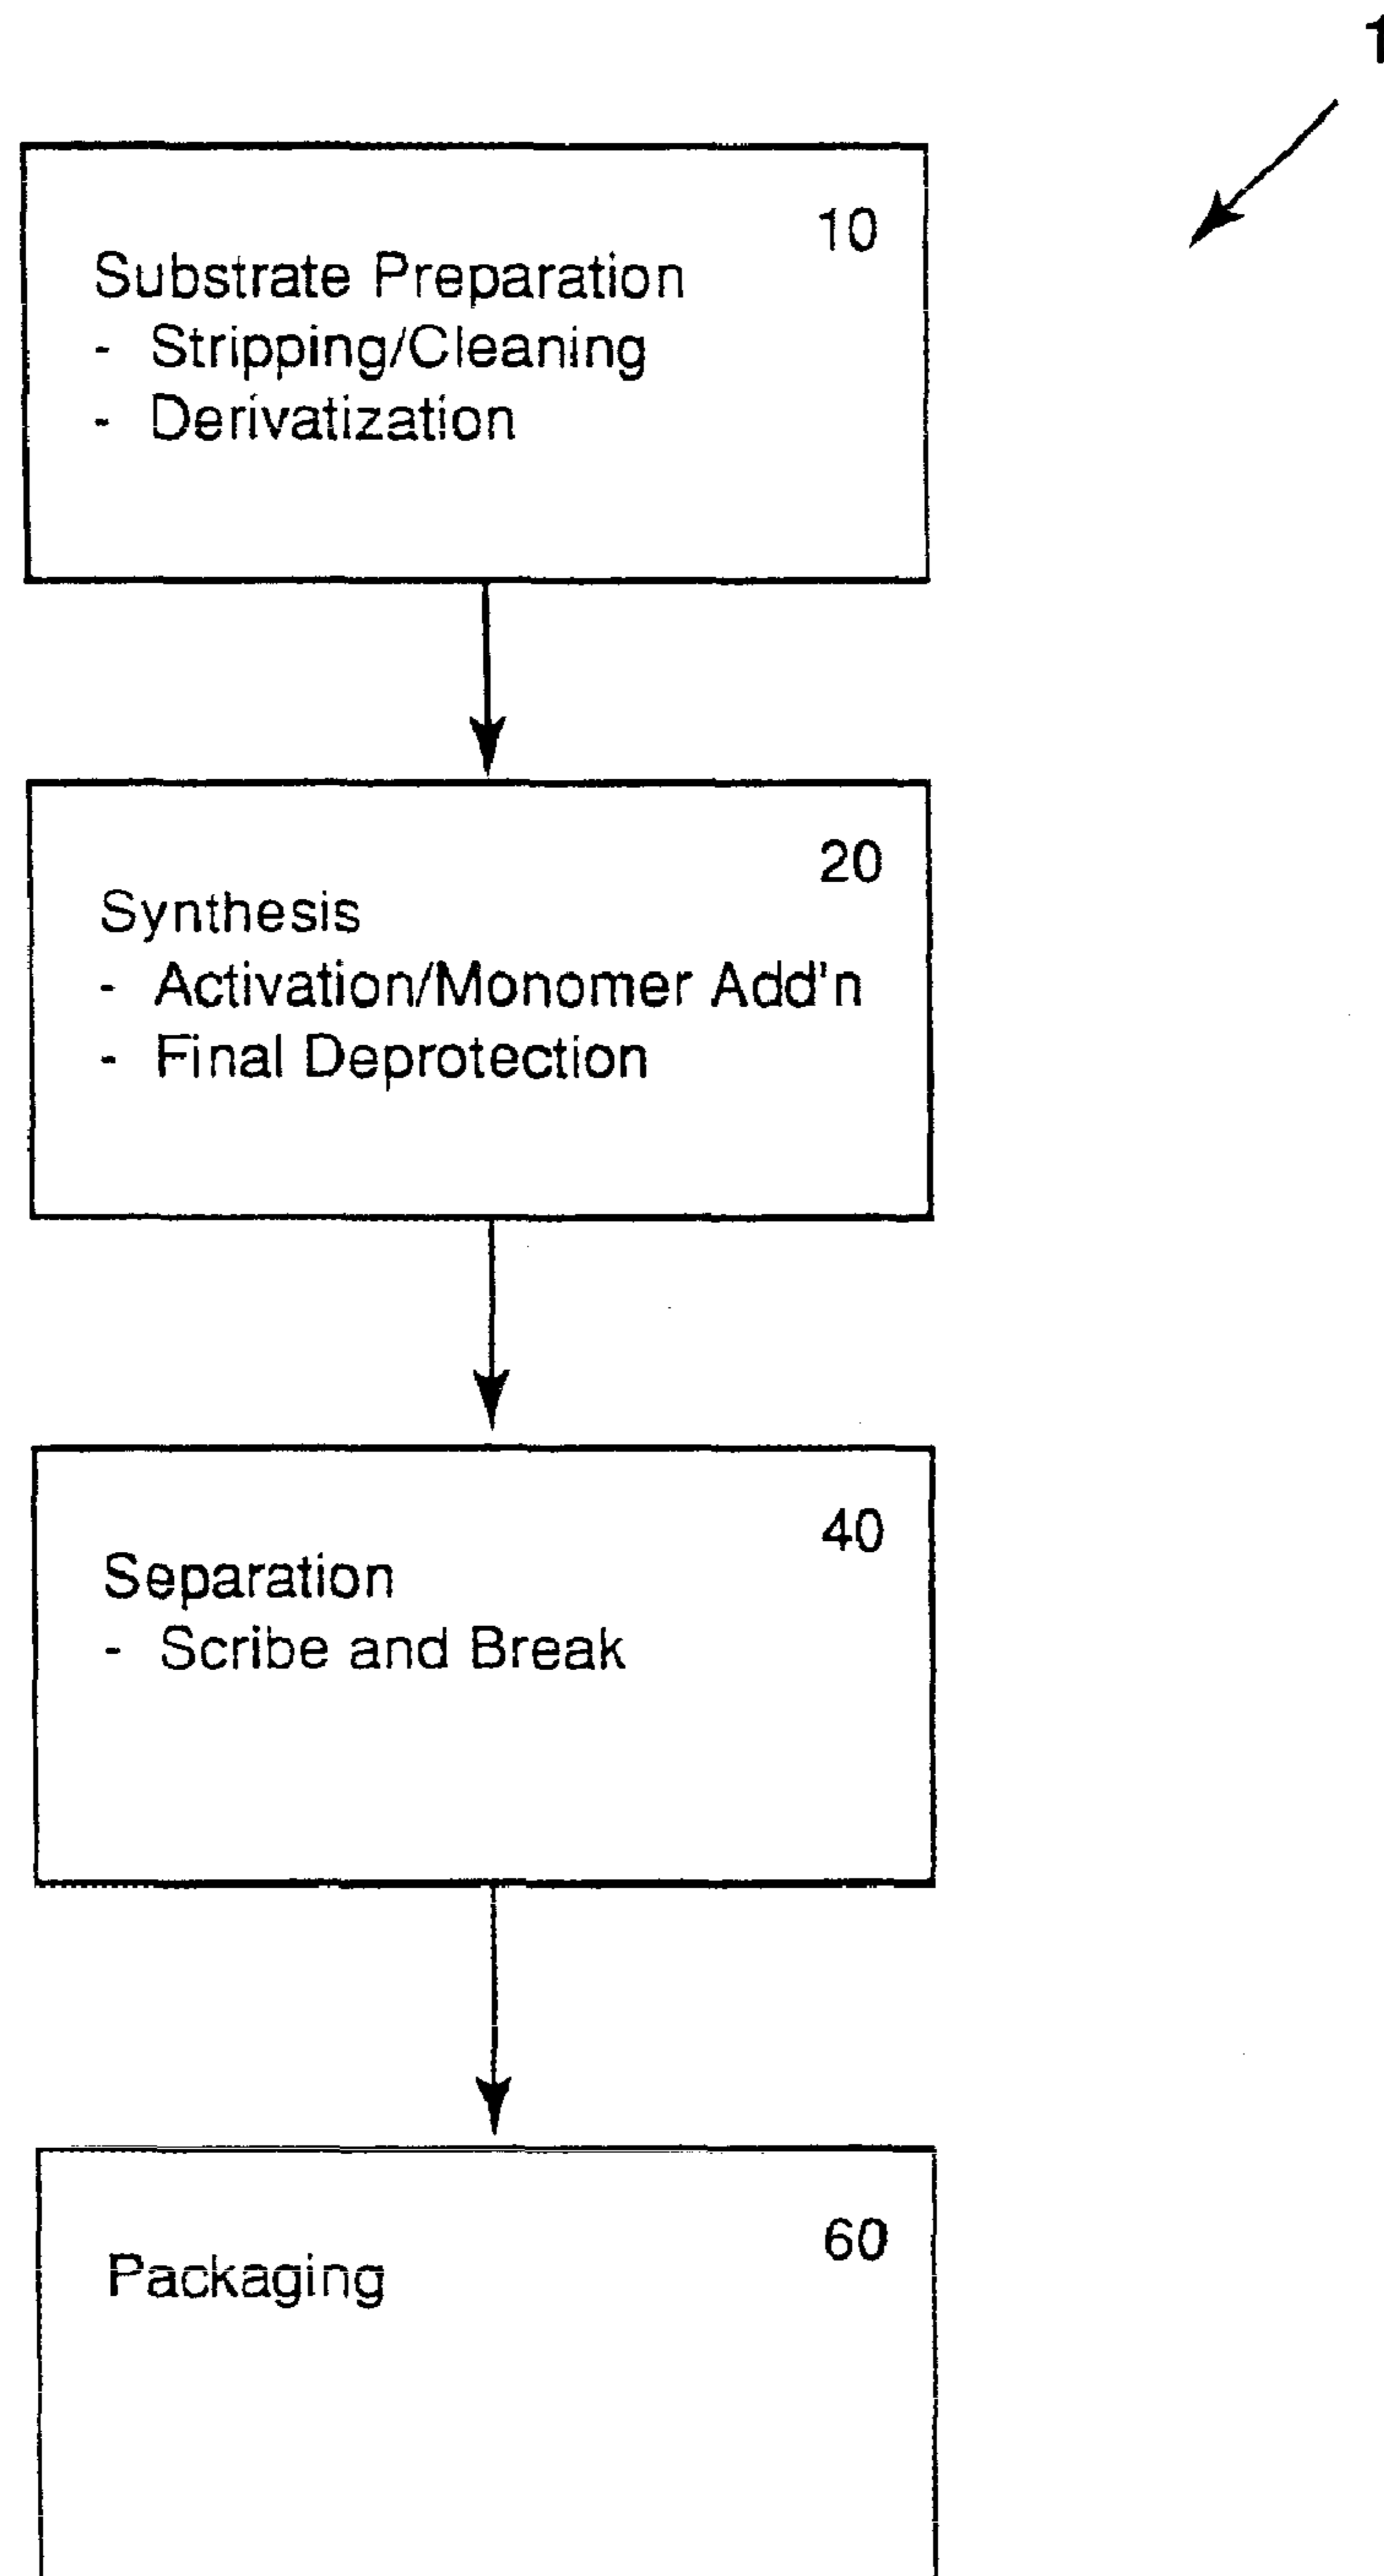 1
10
Substrate Preparation
- Stripping/Cleaning
- Derivatization
20
Synthesis
- Activation/Monomer Add'n
- Final Deprotection
40
Separation
- Scribe and Break
60
Packaging